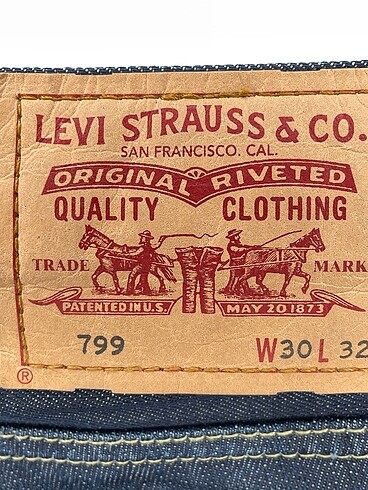 LEVI STRAUSS & CO.
SAN FRANCISCO. CAL.
ORIGINAL RIVETED
QUALITY CLOTHING
TRADE MARK
PATENTED IN U.S. MAY 20 1873
799 W30 L 32
®